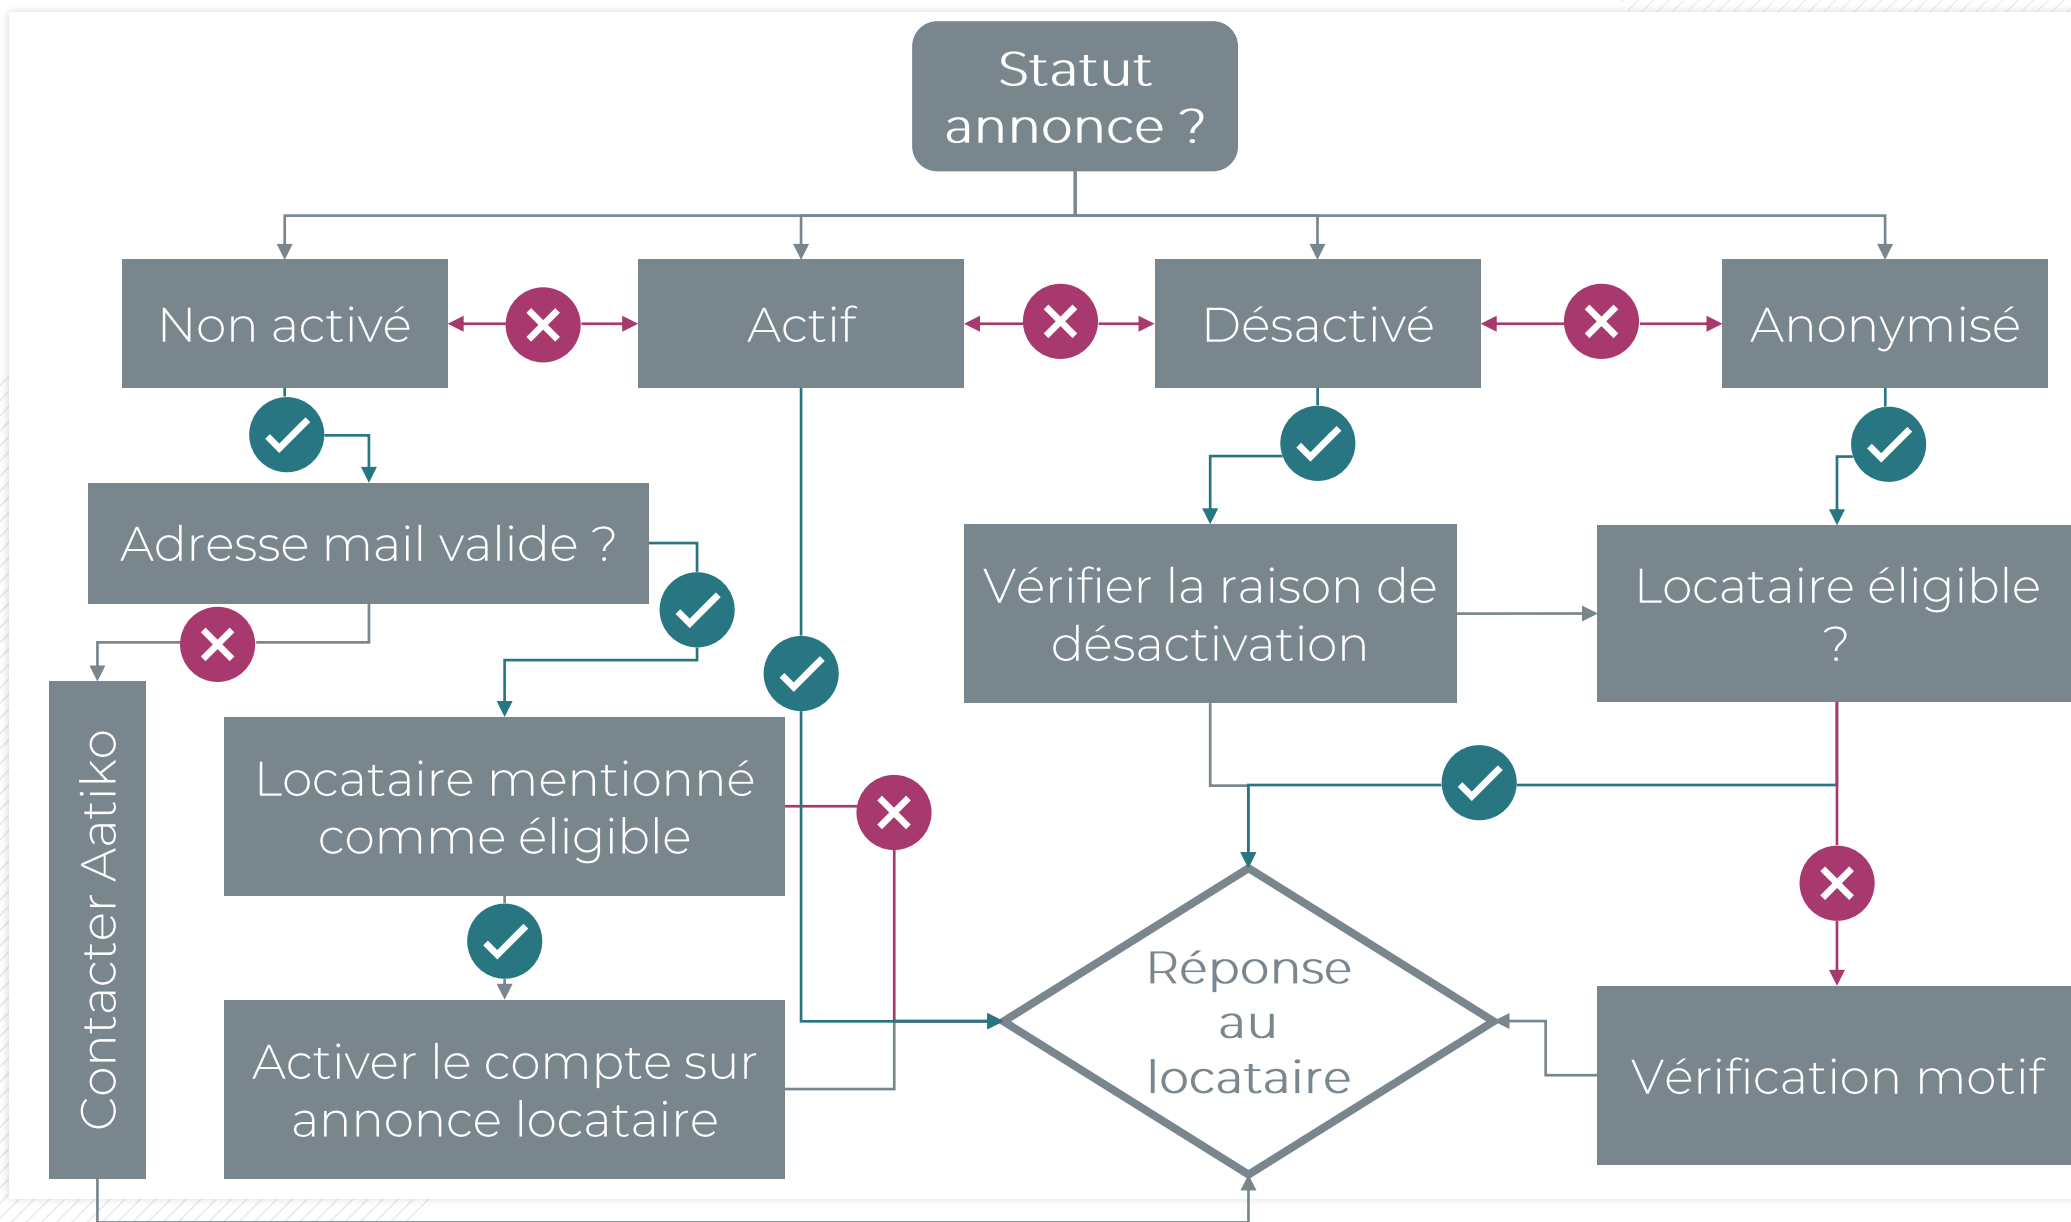 Statut
annonce ?
Non activé
Actif
Désactivé
Anonymisé
Adresse mail valide ?
Vérifier la raison de
désactivation
Locataire éligible
?
Contacter Aatiko
Locataire mentionné
comme éligible
Activer le compte sur
annonce locataire
Réponse
au
locataire
Vérification motif